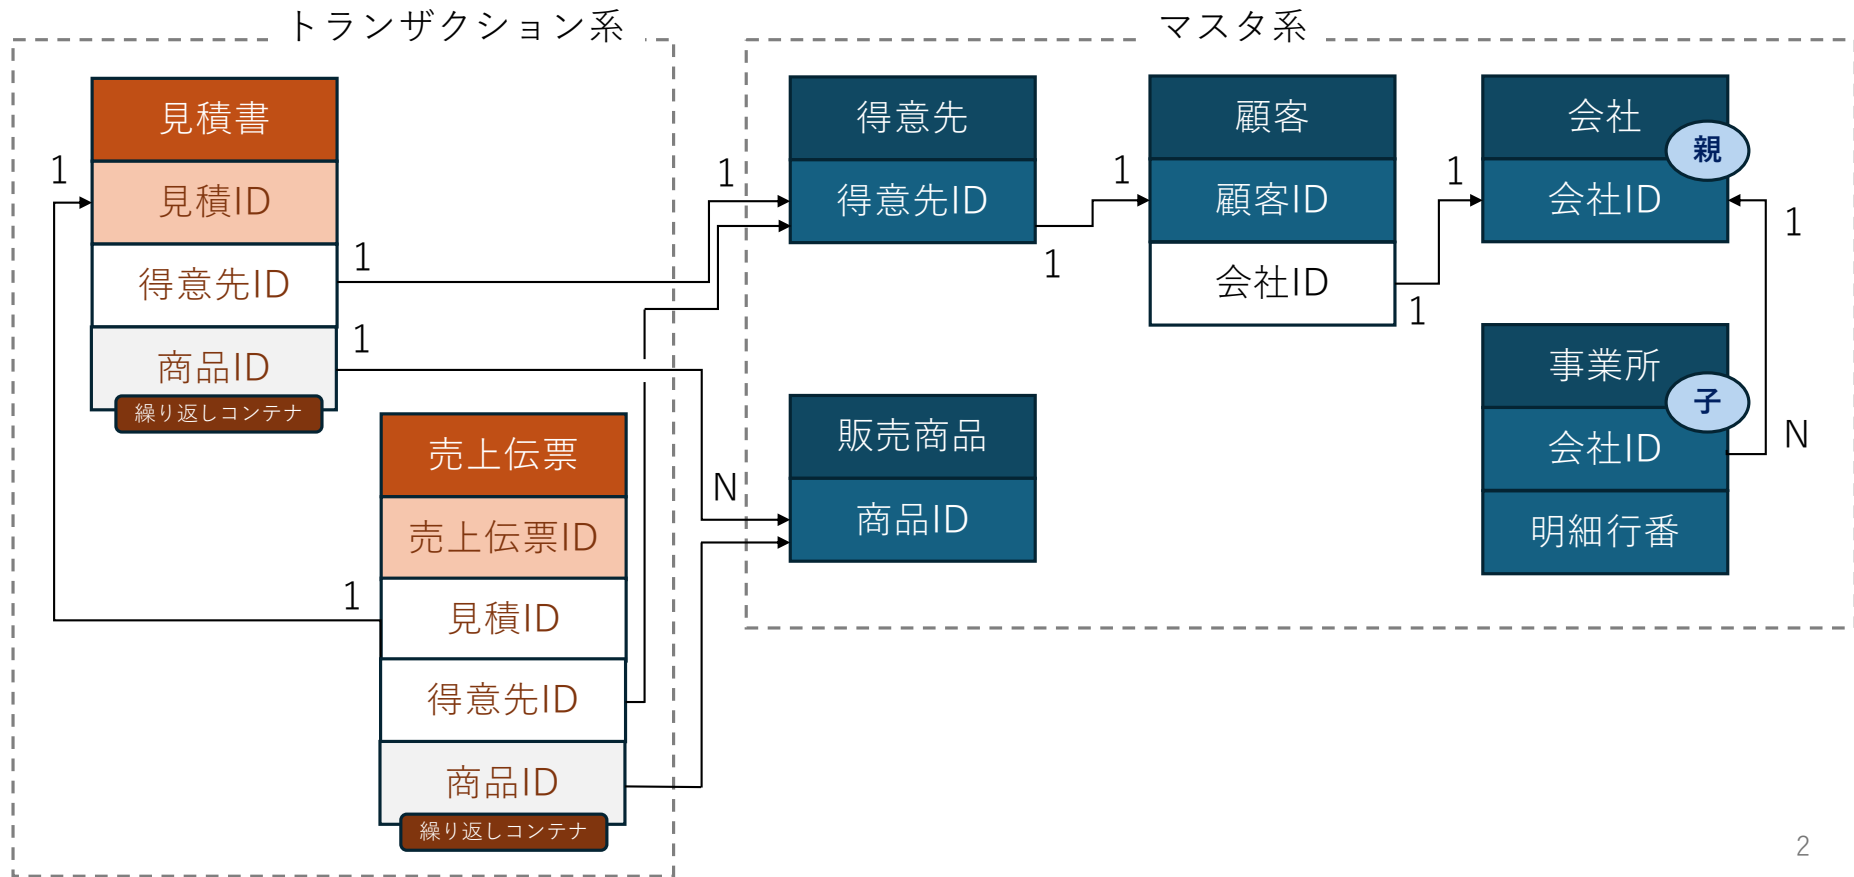 トランザクション系
マスタ系
見積書
見積ID
得意先ID
商品ID
繰り返しコンテナ
1
1
1
売上伝票
売上伝票ID
見積ID
得意先ID
商品ID
繰り返しコンテナ
1
得意先
得意先ID
1
1
販売商品
商品ID
N
顧客
顧客ID
会社ID
1
1
会社
親
会社ID
1
1
事業所
子
会社ID
明細行番
N
2